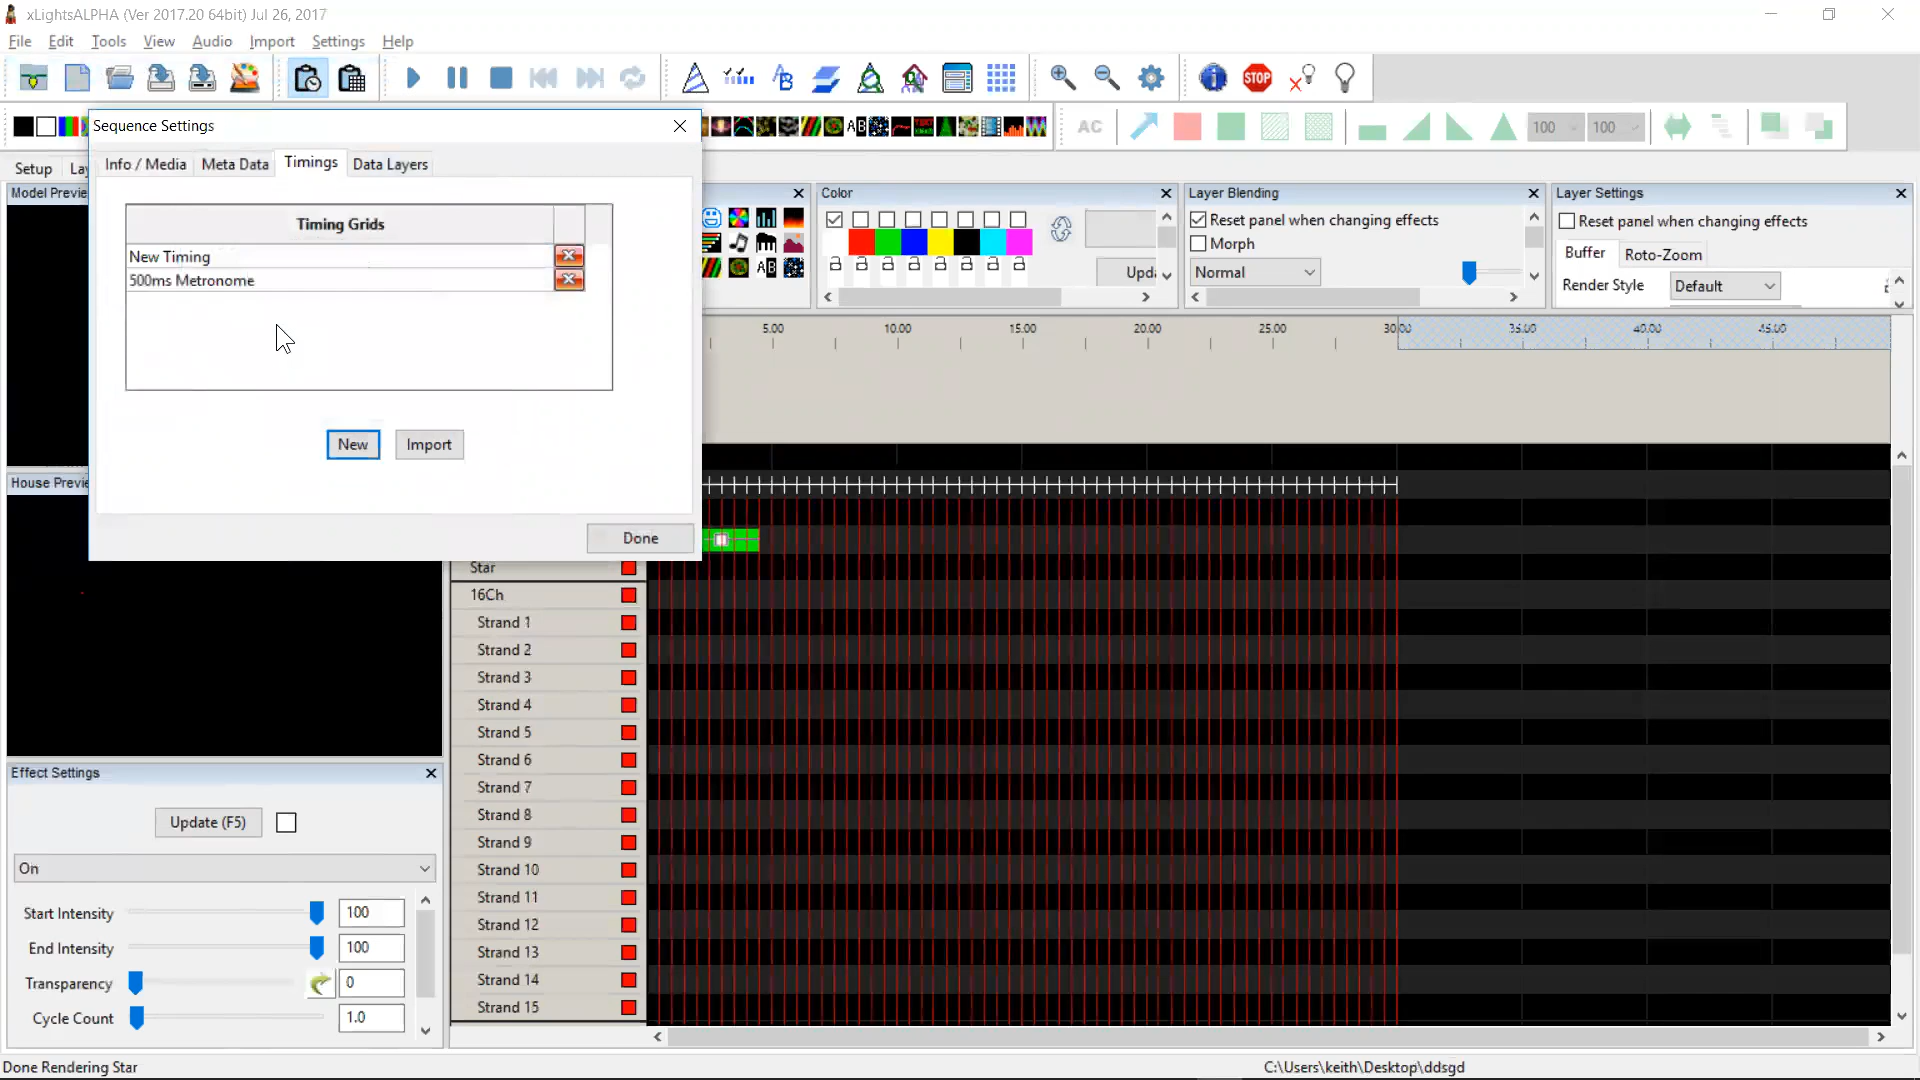 xLightsALPHA (Ver 2017.20 64bit) Jul 26, 2017
File Edit Tools View Audio Import Settings Help
AC 100 100
Sequence Settings
Info / Media Meta Data Timings Data Layers
Timing Grids
New Timing
500ms Metronome
New Import
Done
Setup
Model Previe
House Previe
Color
Upda
Layer Blending
Reset panel when changing effects
Morph
Normal
Layer Settings
Reset panel when changing effects
Buffer Roto-Zoom
Render Style Default
5.00 10.00 15.00 20.00 25.00 30.00 35.00 40.00 45.00
Star
16Ch
Strand 1
Strand 2
Strand 3
Strand 4
Strand 5
Strand 6
Strand 7
Strand 8
Strand 9
Strand 10
Strand 11
Strand 12
Strand 13
Strand 14
Strand 15
Effect Settings
Update (F5)
On
Start Intensity 100
End Intensity 100
Transparency 0
Cycle Count 1.0
Done Rendering Star
C:\Users\keith\Desktop\ddsgd